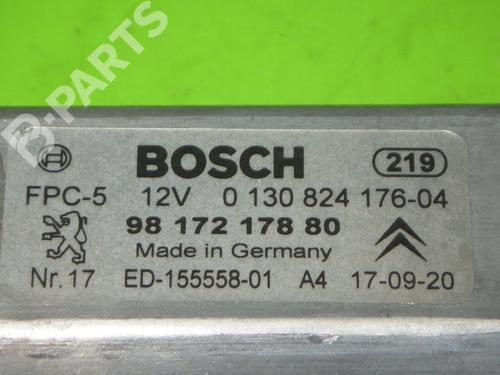 B-PARTS
BOSCH 219
FPC-5 12V 0 130 824 176-04
98 172 178 80
Made in Germany
Nr.17 ED-155558-01 A4 17-09-20